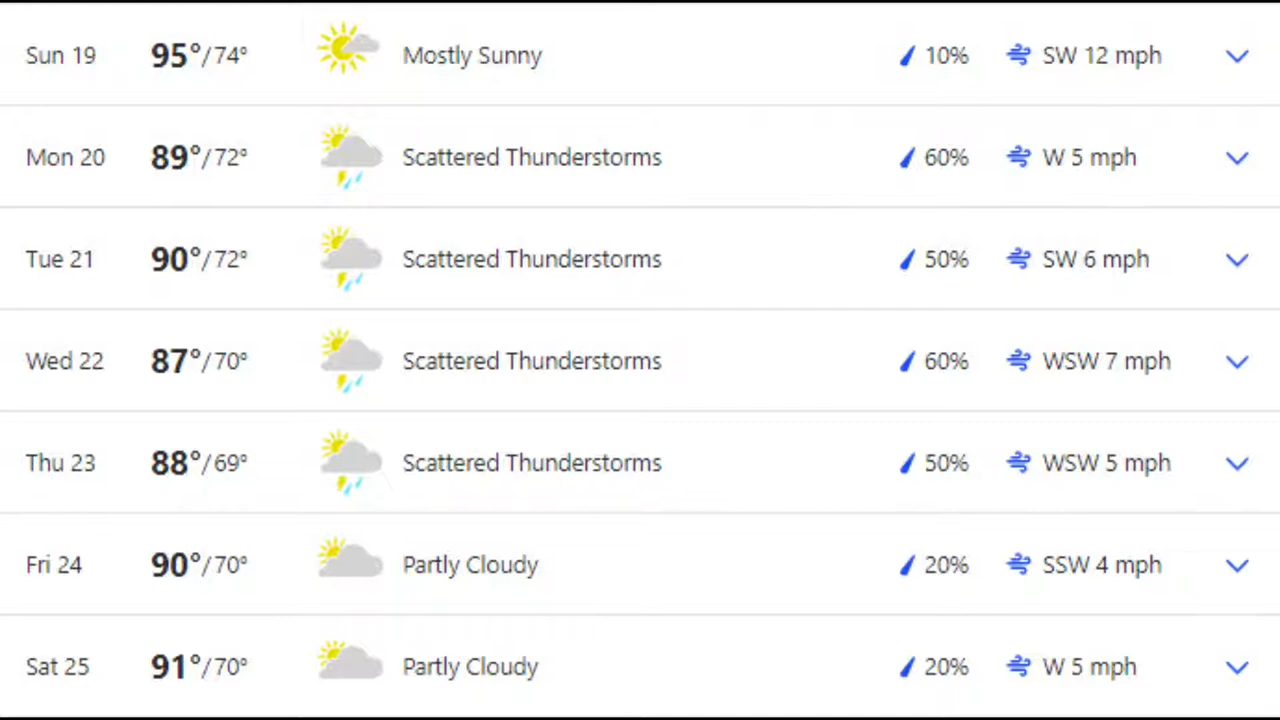 Sun 19 95°/74° Mostly Sunny 10% SW 12 mph
Mon 20 89°/72° Scattered Thunderstorms 60% W 5 mph
Tue 21 90°/72° Scattered Thunderstorms 50% SW 6 mph
Wed 22 87°/70° Scattered Thunderstorms 60% WSW 7 mph
Thu 23 88°/69° Scattered Thunderstorms 50% WSW 5 mph
Fri 24 90°/70° Partly Cloudy 20% SSW 4 mph
Sat 25 91°/70° Partly Cloudy 20% W 5 mph